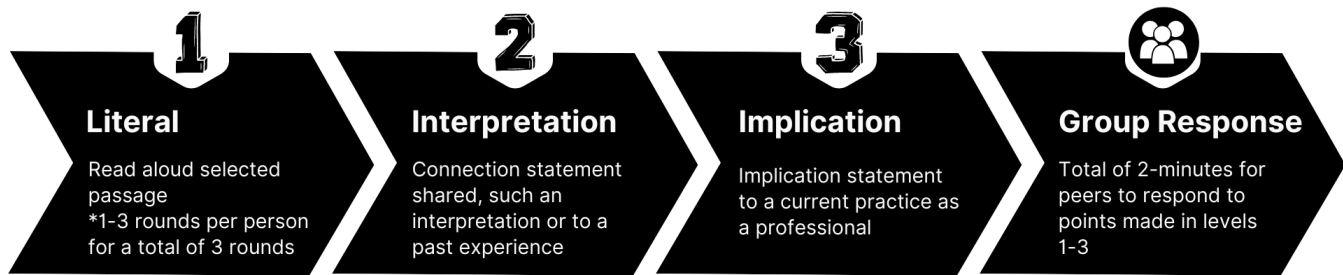 1
Literal
Read aloud selected
passage
*1-3 rounds per person
for a total of 3 rounds
2
Interpretation
Connection statement
shared, such an
interpretation or to a
past experience
3
Implication
Implication statement
to a current practice as
a professional
Group Response
Total of 2-minutes for
peers to respond to
points made in levels
1-3